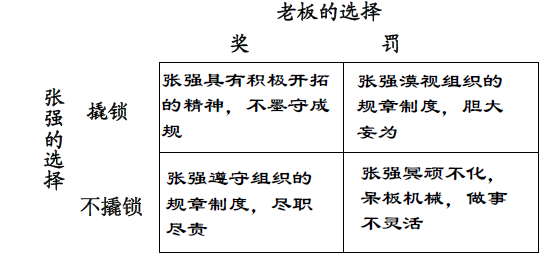 老板的选择
奖 罚
张强的选择
撬锁
张强具有积极开拓
的精神，不墨守成
规
张强漠视组织的
规章制度，胆大
妄为
不撬锁
张强遵守组织的
规章制度，尽职
尽责
张强冥顽不化，
呆板机械，做事
不灵活